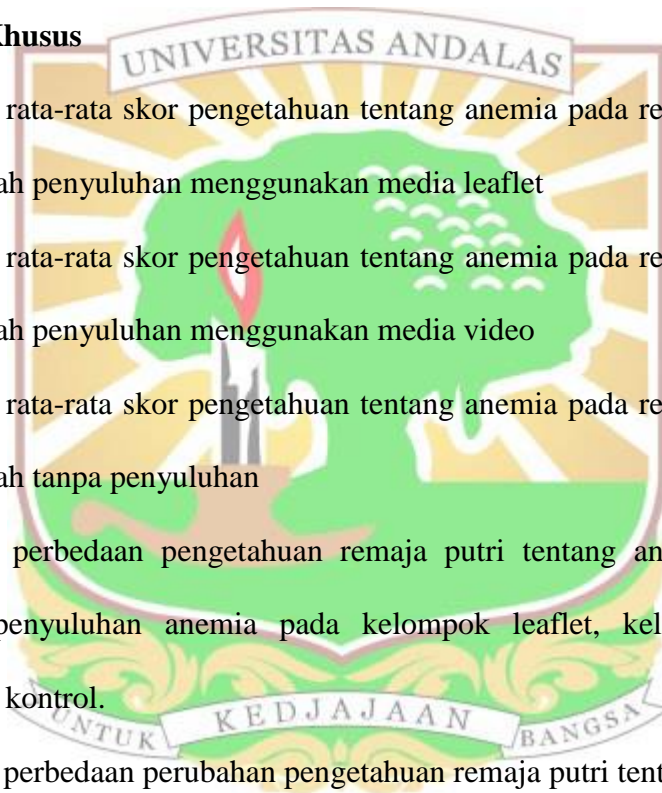 Khusus
UNIVERSITAS ANDALAS
rata-rata skor pengetahuan tentang anemia pada re
ah penyuluhan menggunakan media leaflet
rata-rata skor pengetahuan tentang anemia pada re
ah penyuluhan menggunakan media video
rata-rata skor pengetahuan tentang anemia pada re
ah tanpa penyuluhan
perbedaan pengetahuan remaja putri tentang an
penyuluhan anemia pada kelompok leaflet, kel
kontrol.
UNTUK KEDJAJAAN BANGSA
perbedaan perubahan pengetahuan remaja putri tent